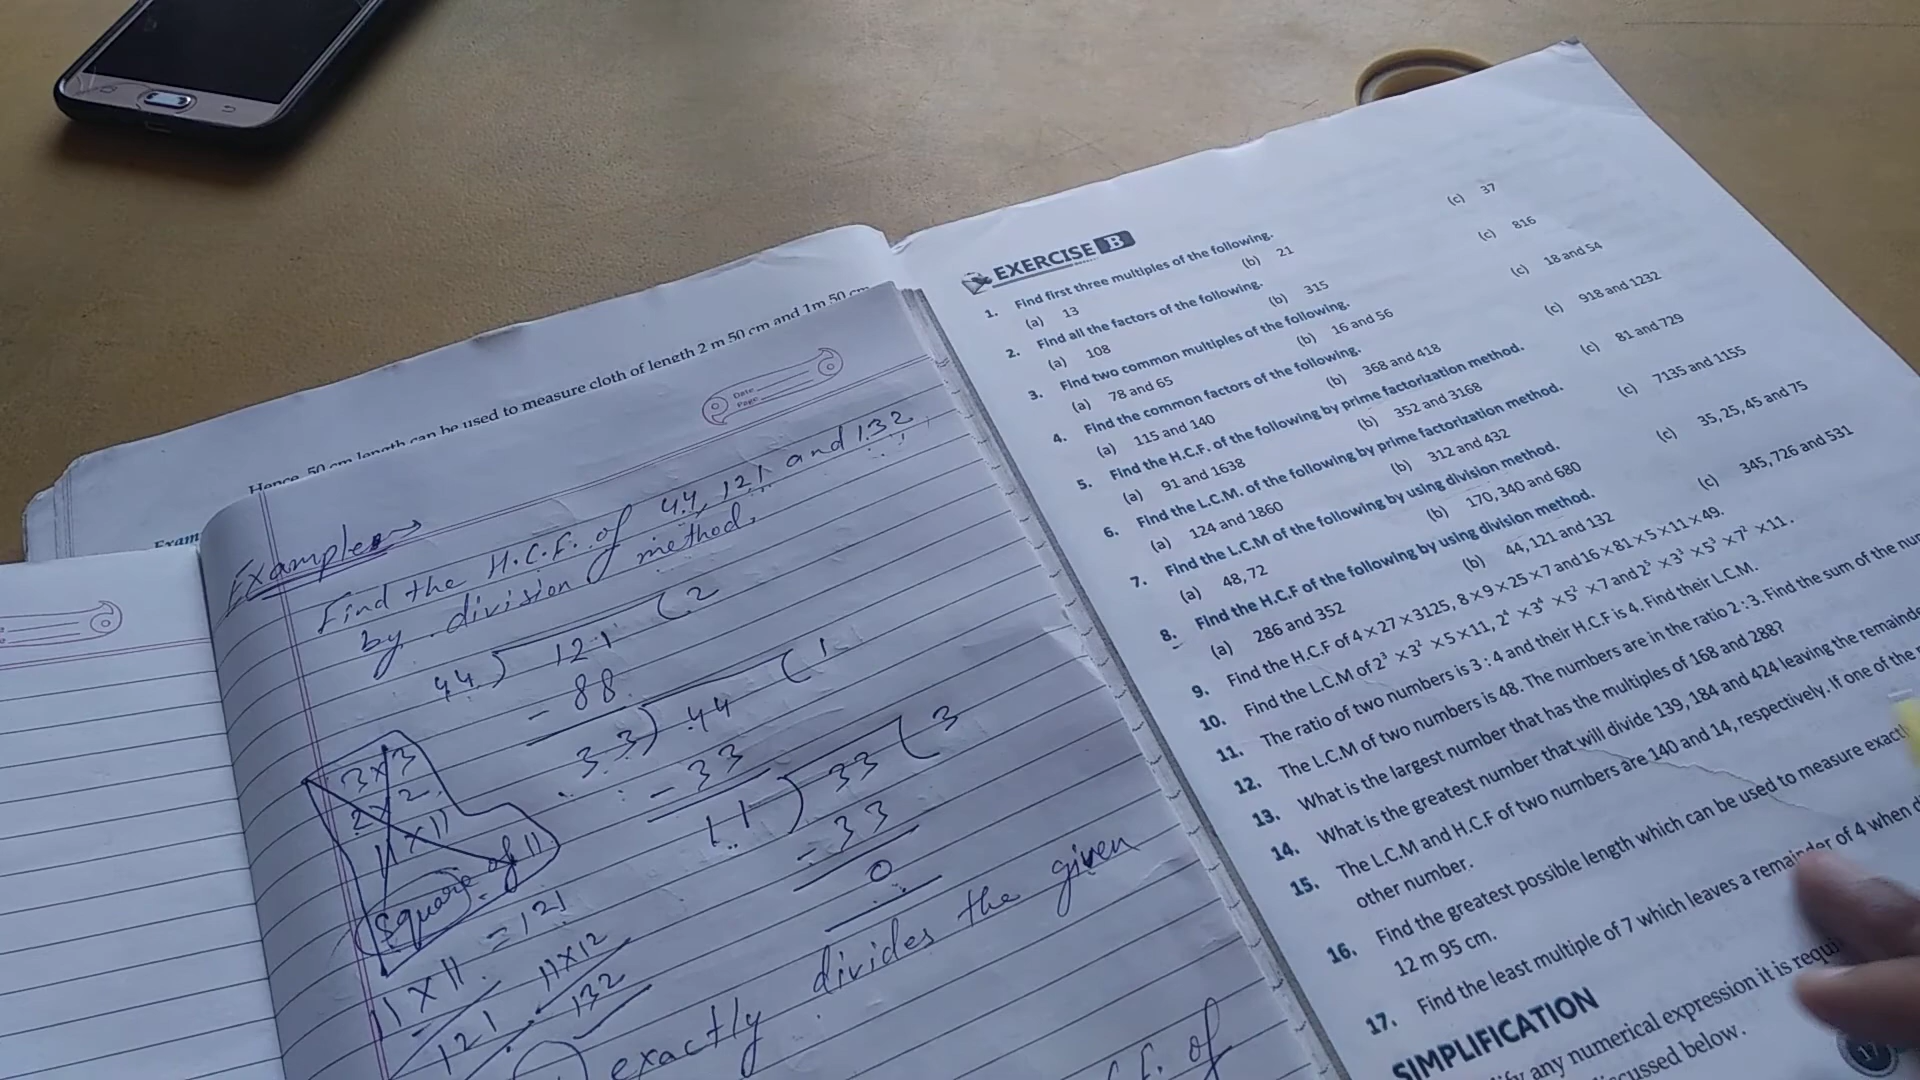 length can be used to measure cloth of length 2 m 50 cm and 1m 50 cm
Exam
Date
Page
Example →
Find the H.C.F. of 44, 121 and 132
by division method.
44) 121 (2
- 88
33) 44 (1
- 33
11) 33 (3
- 33
0
3x3
2x2
11x11
Square of 11
11 x 11 = 121
121
11x12
132
exactly divides the given
of
EXERCISE B
1. Find first three multiples of the following.
(a) 13 (b) 21 (c) 37
2. Find all the factors of the following.
(a) 108 (b) 315 (c) 816
3. Find two common multiples of the following.
(a) 78 and 65 (b) 16 and 56 (c) 18 and 54
4. Find the common factors of the following.
(a) 115 and 140 (b) 368 and 418 (c) 918 and 1232
5. Find the H.C.F. of the following by prime factorization method.
(a) 91 and 1638 (b) 352 and 3168 (c) 81 and 729
6. Find the L.C.M. of the following by prime factorization method.
(a) 124 and 1860 (b) 312 and 432 (c) 7135 and 1155
7. Find the L.C.M of the following by using division method.
(a) 48, 72 (b) 170, 340 and 680 (c) 35, 25, 45 and 75
8. Find the H.C.F of the following by using division method.
(a) 286 and 352 (b) 44, 121 and 132 (c) 345, 726 and 531
9. Find the H.C.F of 4 × 27 × 3125, 8 × 9 × 25 × 7 and 16 × 81 × 5 × 11 × 49.
10. Find the L.C.M of 2³ × 3² × 5 × 11, 2⁴ × 3⁴ × 5² × 7 and 2⁵ × 3³ × 5³ × 7² × 11.
11. The ratio of two numbers is 3 : 4 and their H.C.F is 4. Find their L.C.M.
12. The L.C.M of two numbers is 48. The numbers are in the ratio 2 : 3. Find the sum of the num
13. What is the largest number that has the multiples of 168 and 288?
14. What is the greatest number that will divide 139, 184 and 424 leaving the remainde
15. The L.C.M and H.C.F of two numbers are 140 and 14, respectively. If one of the
other number.
16. Find the greatest possible length which can be used to measure exactl
12 m 95 cm.
17. Find the least multiple of 7 which leaves a remainder of 4 when d
SIMPLIFICATION
any numerical expression it is requi
cussed below.
17